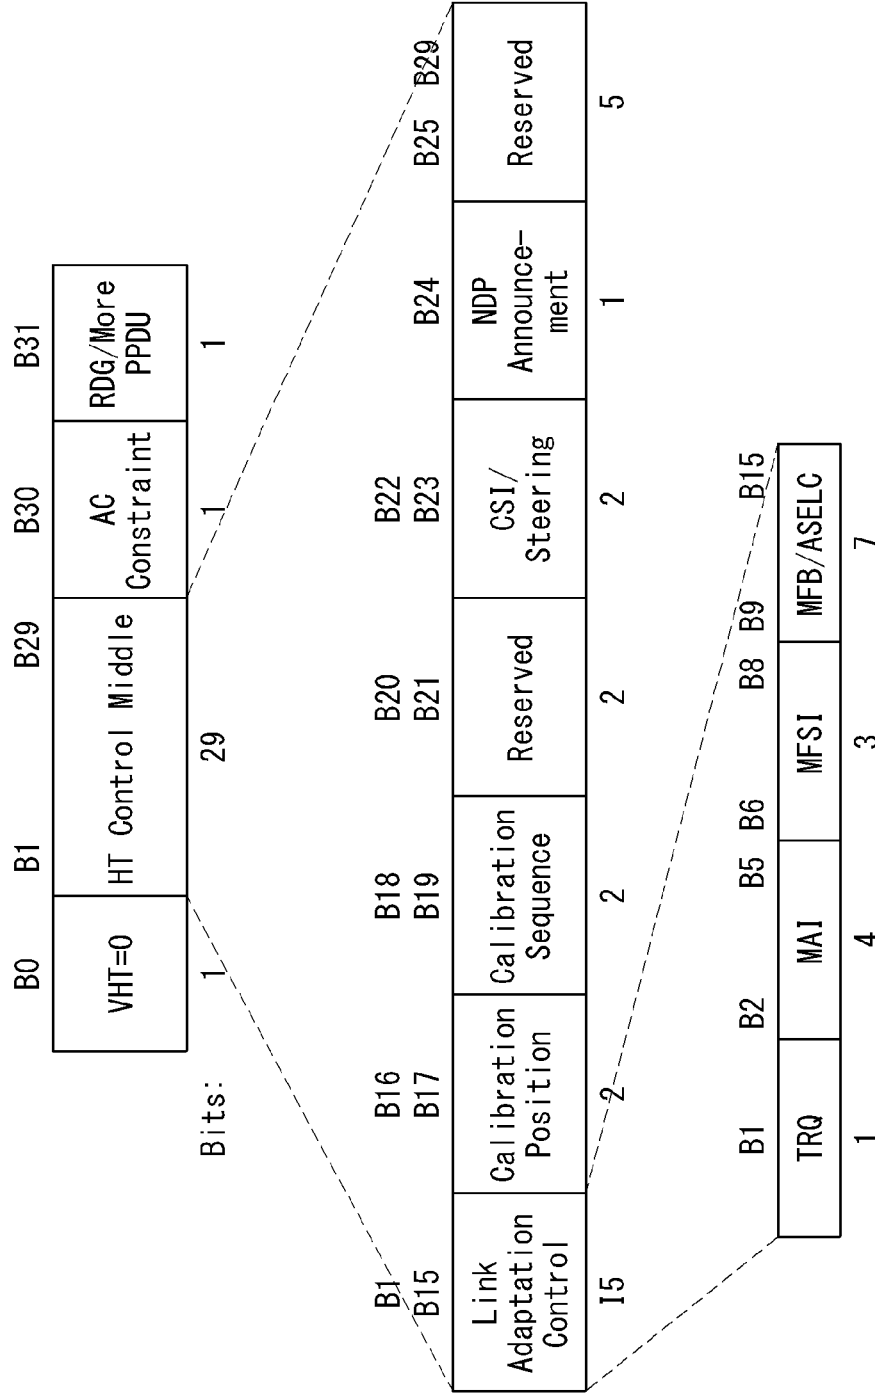 B0
B1
B29
B30
B31
VHT=0
HT Control Middle
AC
Constraint
RDG/More
PPDU
Bits:
1
29
1
1
B1
B15
B16
B17
B18
B19
B20
B21
B22
B23
B24
B25
B29
Link
Adaptation
Control
Calibration
Position
Calibration
Sequence
Reserved
CSI/
Steering
NDP
Announce-
ment
Reserved
15
2
2
2
2
1
5
B1
B2
B5
B6
B8
B9
B15
TRQ
MAI
MFSI
MFB/ASELC
1
4
3
7